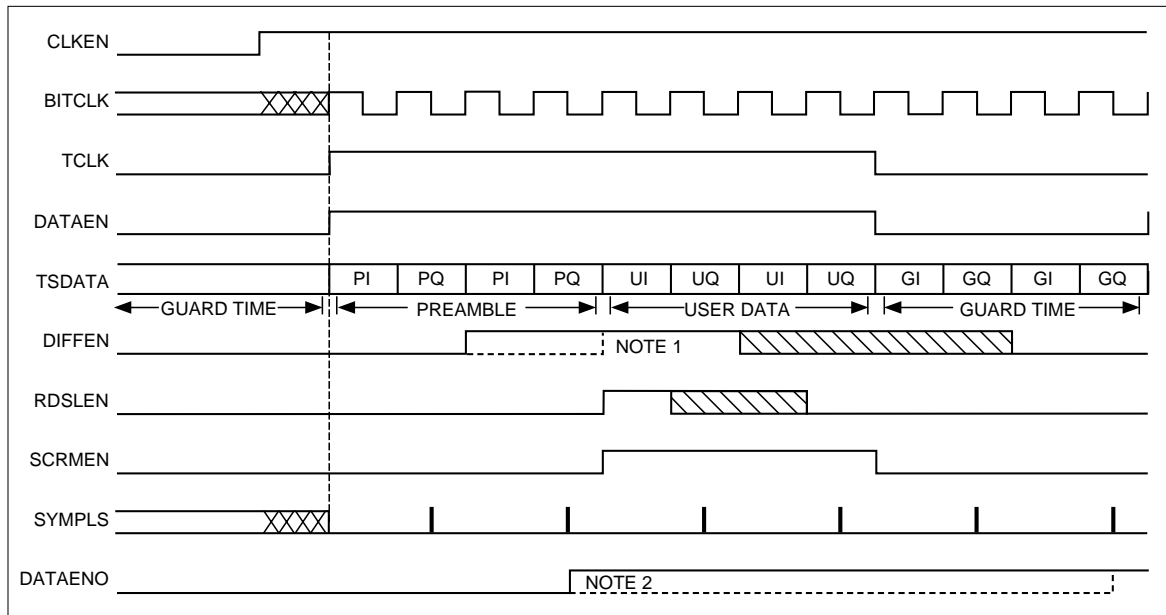 CLKEN
BITCLK
TCLK
DATAEN
TSDATA PI PQ PI PQ UI UQ UI UQ GI GQ GI GQ
GUARD TIME PREAMBLE USER DATA GUARD TIME
DIFFEN NOTE 1
RDSLEN
SCRMEN
SYMPLS
DATAENO NOTE 2